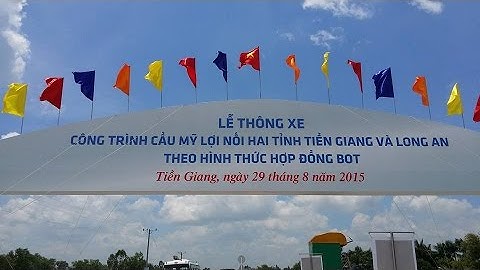 LỄ THÔNG XE
CÔNG TRÌNH CẦU MỸ LỢI NỐI HAI TỈNH TIỀN GIANG VÀ LONG AN
THEO HÌNH THỨC HỢP ĐỒNG BOT
Tiền Giang, ngày 29 tháng 8 năm 2015